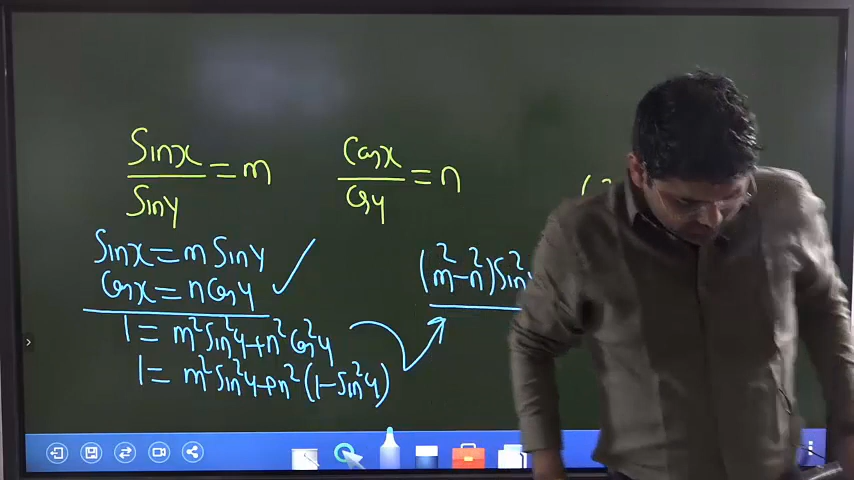 Sinx/Siny = m    Cosx/Cosy = n
Sinx = m Siny
Cosx = n Cosy
(m²-n²)Sin²
1 = m²Sin²y+n²Cos²y
1 = m²Sin²y+n²(1-Sin²y)